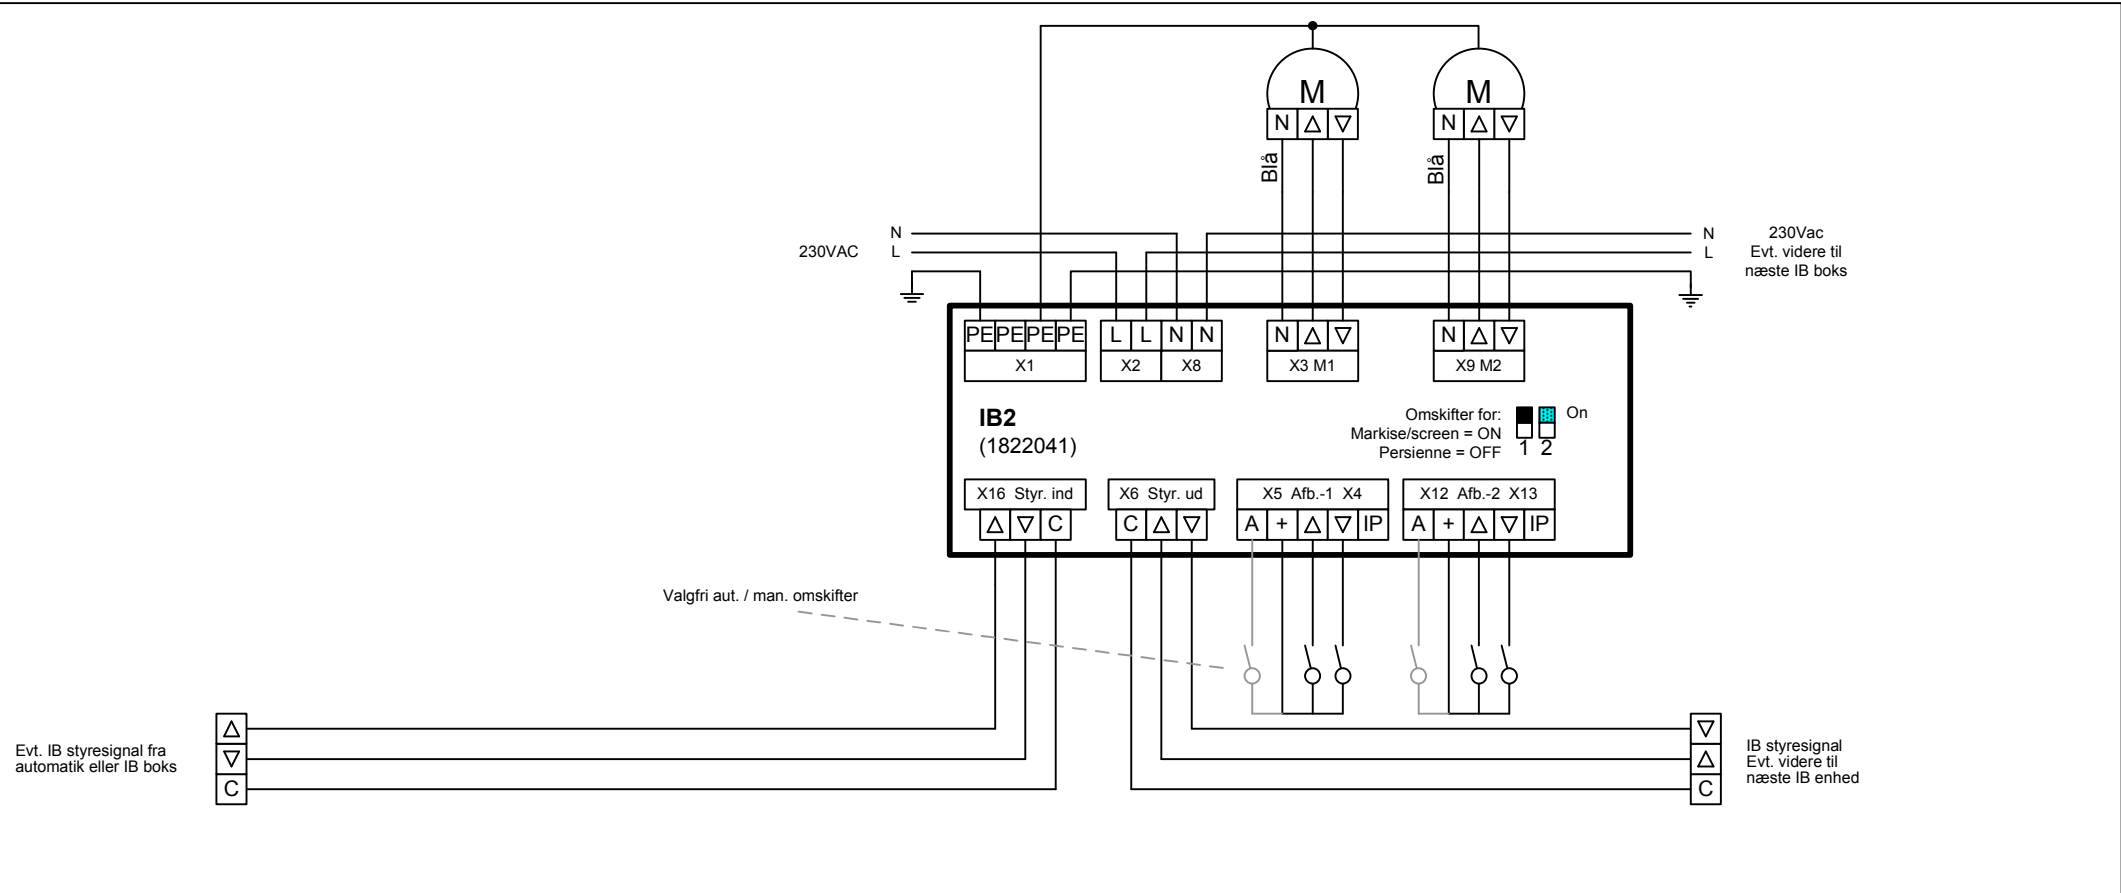 M M
N △ ▽ N △ ▽
Blå Blå
N N 230Vac
230VAC L L Evt. videre til
næste IB boks
PE PE PE PE L L N N N △ ▽ N △ ▽
X1 X2 X8 X3 M1 X9 M2
IB2
(1822041)
Omskifter for: On
Markise/screen = ON
Persienne = OFF 1 2
X16 Styr. ind X6 Styr. ud X5 Afb.-1 X4 X12 Afb.-2 X13
△ ▽ C C △ ▽ A + △ ▽ IP A + △ ▽ IP
Valgfri aut. / man. omskifter
Evt. IB styresignal fra
automatik eller IB boks
△
▽
C
▽
△
C
IB styresignal
Evt. videre til
næste IB enhed